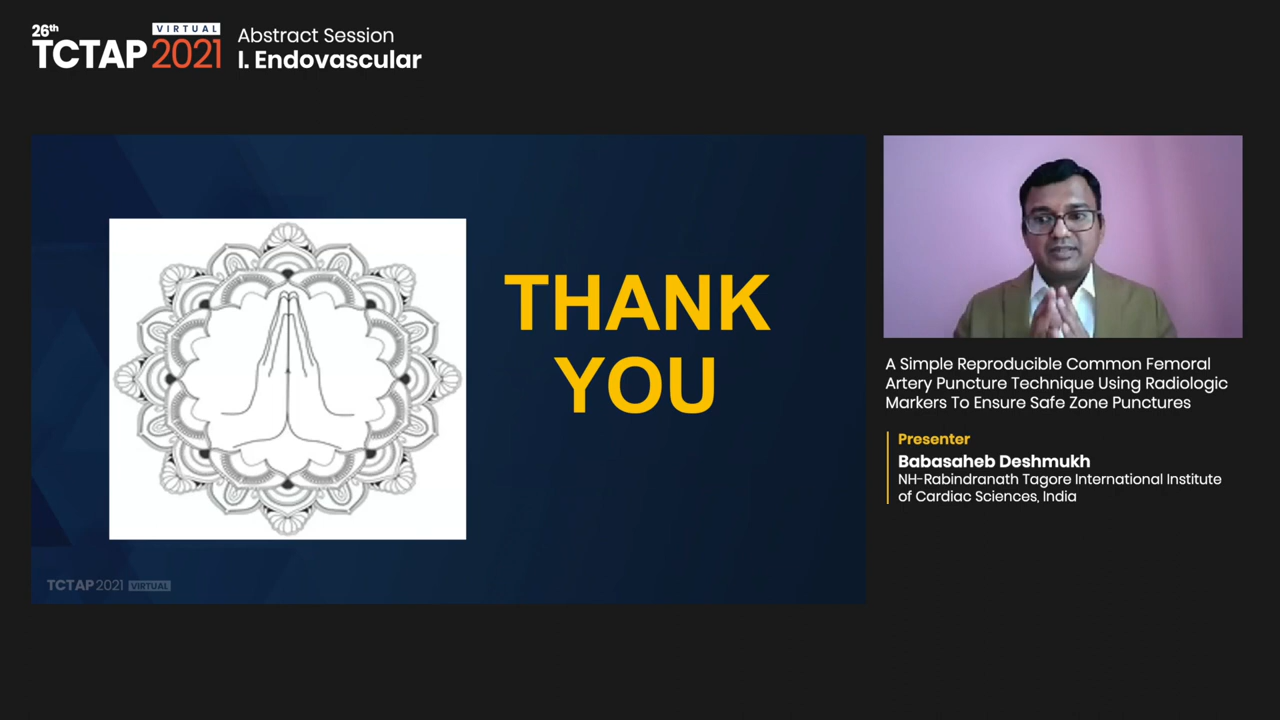 26th
TCTAP
VIRTUAL
2021
Abstract Session
I. Endovascular
THANK
YOU
TCTAP 2021 VIRTUAL
A Simple Reproducible Common Femoral
Artery Puncture Technique Using Radiologic
Markers To Ensure Safe Zone Punctures
Presenter
Babasaheb Deshmukh
NH-Rabindranath Tagore International Institute
of Cardiac Sciences, India